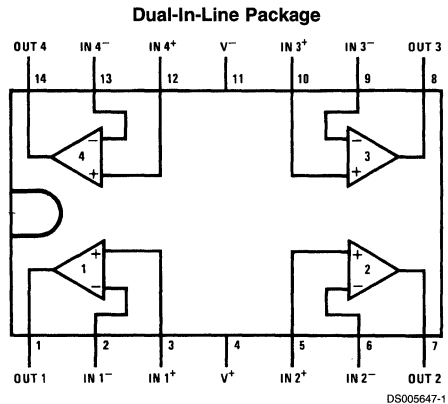 Dual-In-Line Package
OUT 4 IN 4⁻ IN 4⁺ V⁻ IN 3⁺ IN 3⁻ OUT 3
14 13 12 11 10 9 8
− −
4 3
+ +
+ +
1 2
− −
1 2 3 4 5 6 7
OUT 1 IN 1⁻ IN 1⁺ V⁺ IN 2⁺ IN 2⁻ OUT 2
DS005647-1